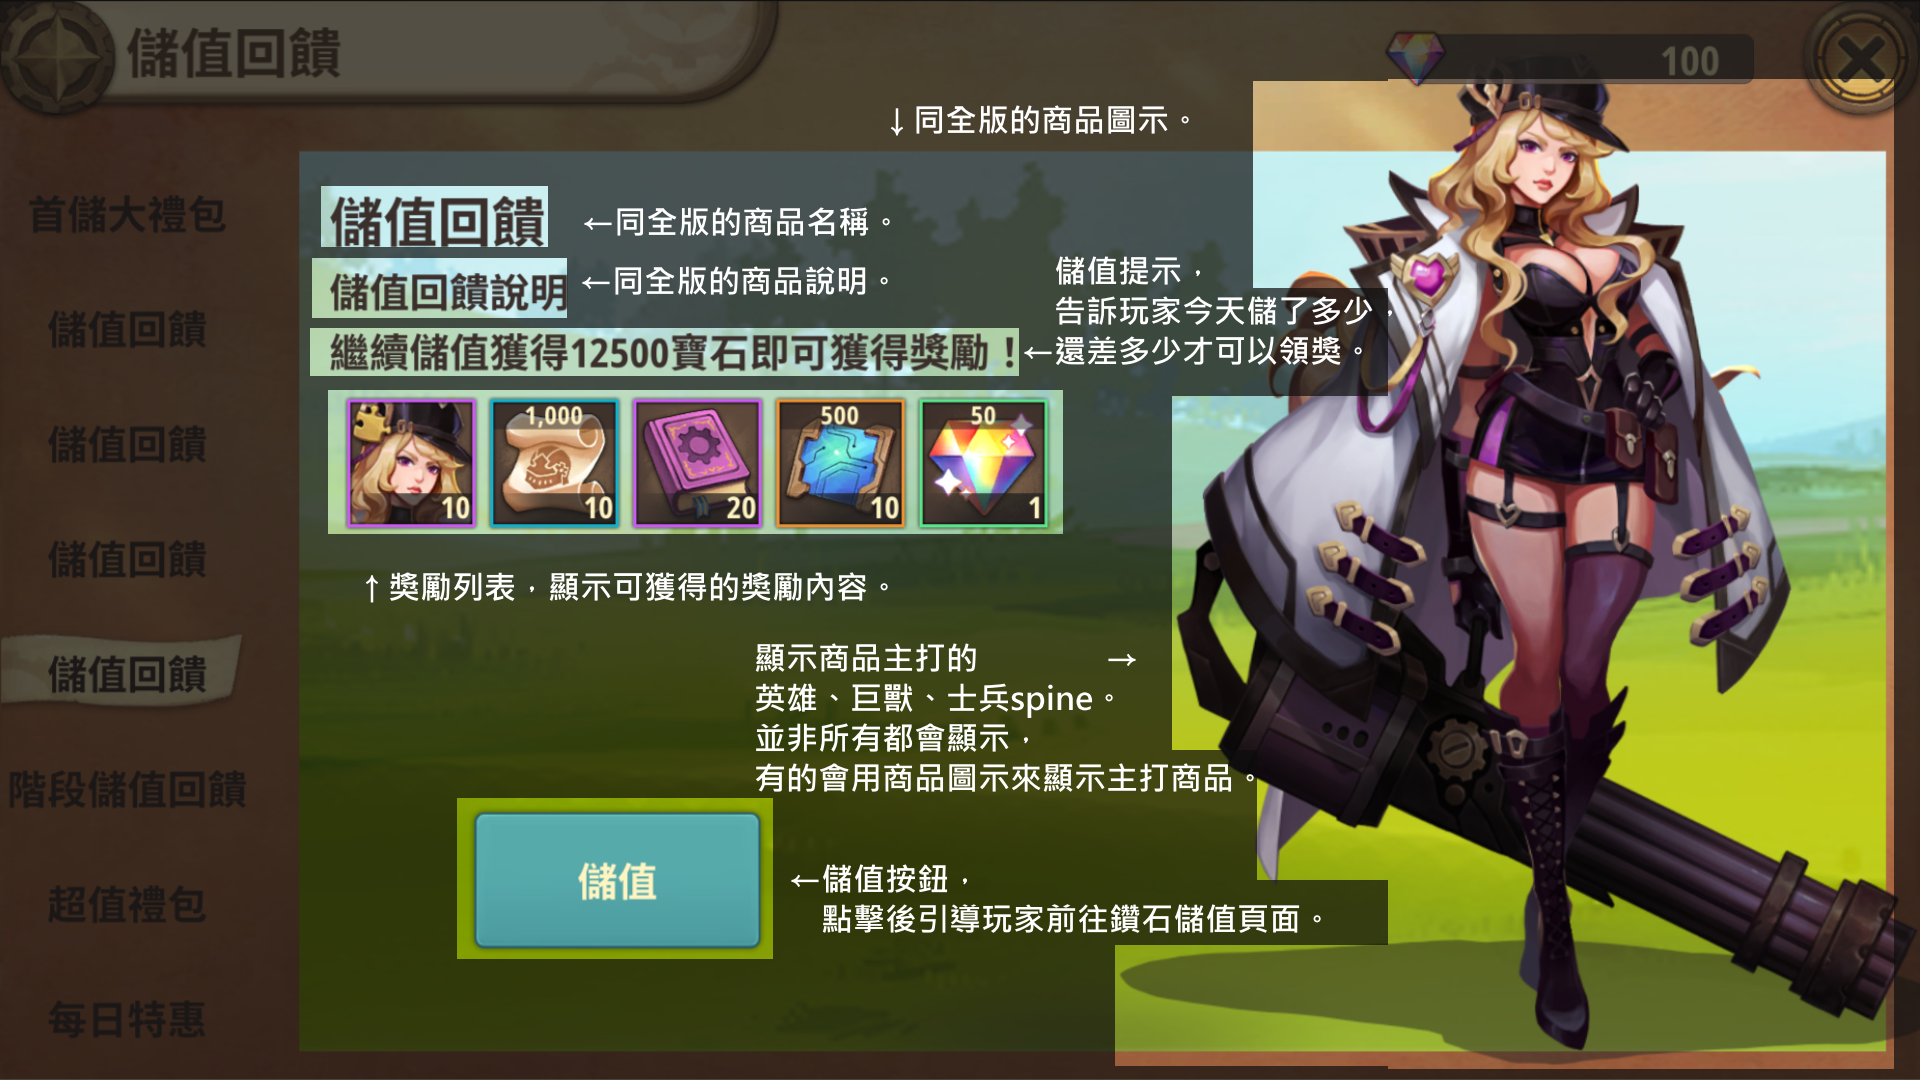 儲值回饋
100
首儲大禮包
儲值回饋
儲值回饋
儲值回饋
儲值回饋
階段儲值回饋
超值禮包
每日特惠
↓同全版的商品圖示。
儲值回饋
←同全版的商品名稱。
儲值回饋說明
←同全版的商品說明。
儲值提示，
告訴玩家今天儲了多少，
←還差多少才可以領獎。
繼續儲值獲得12500寶石即可獲得獎勵！
10
1,000
10
20
500
10
50
1
↑獎勵列表，顯示可獲得的獎勵內容。
顯示商品主打的 →
英雄、巨獸、士兵spine。
並非所有都會顯示，
有的會用商品圖示來顯示主打商品。
儲值
←儲值按鈕，
點擊後引導玩家前往鑽石儲值頁面。